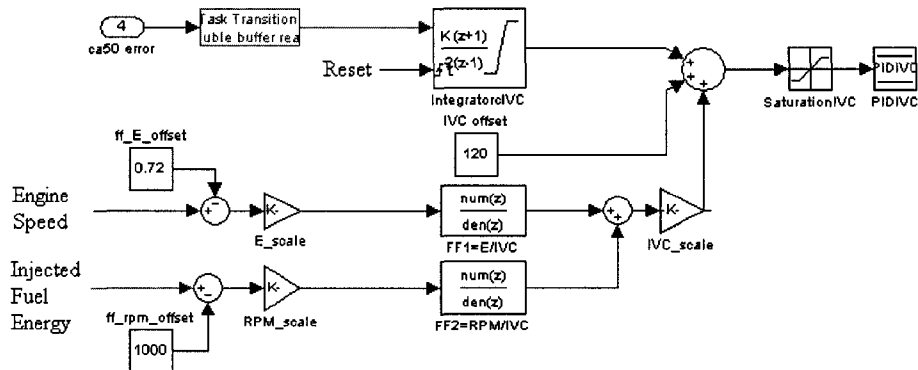 4
ca50 error
Task Transition
uble buffer rea
Reset
K(z+1)
2(z-1)
IntegratorcIVC
IVC offset
120
+
+
+
SaturationIVC
PIDIVC
PIDIVC
ff_E_offset
0.72
Engine
Speed
+
−
K-
E_scale
num(z)
den(z)
FF1=E/IVC
+
+
K-
IVC_scale
Injected
Fuel
Energy
+
−
K-
RPM_scale
num(z)
den(z)
FF2=RPM/IVC
ff_rpm_offset
1000